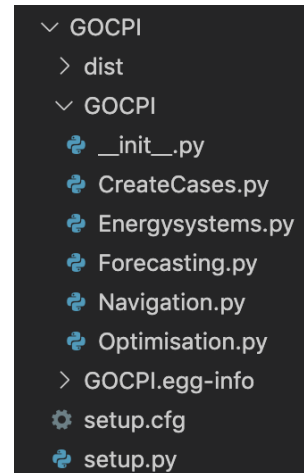 GOCPI
dist
GOCPI
__init__.py
CreateCases.py
Energysystems.py
Forecasting.py
Navigation.py
Optimisation.py
GOCPI.egg-info
setup.cfg
setup.py